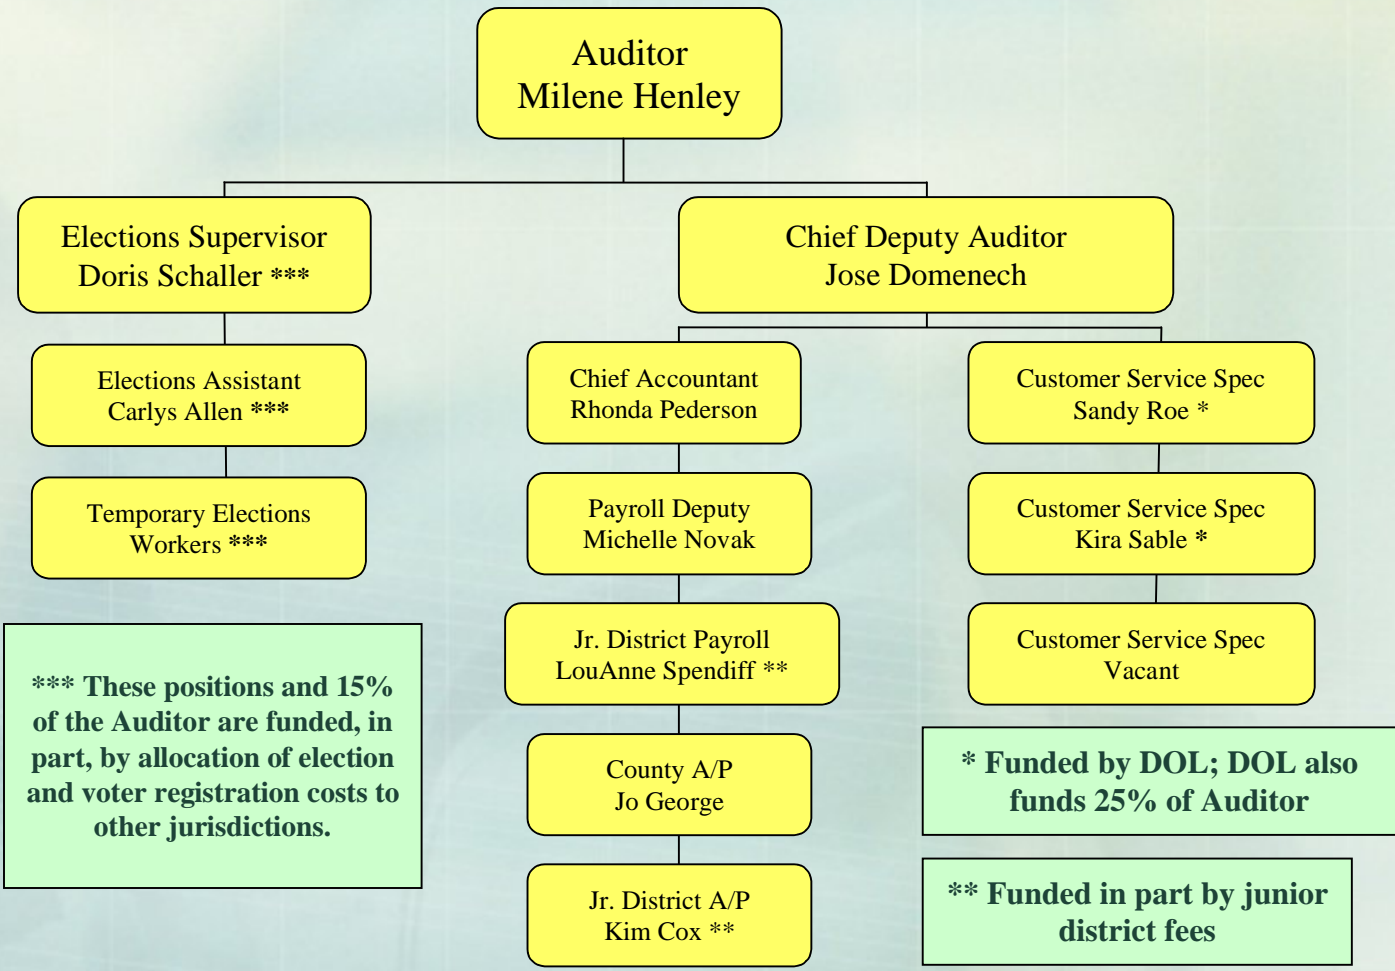 Auditor
Milene Henley
Elections Supervisor
Doris Schaller ***
Chief Deputy Auditor
Jose Domenech
Elections Assistant
Carlys Allen ***
Chief Accountant
Rhonda Pederson
Customer Service Spec
Sandy Roe *
Temporary Elections
Workers ***
Payroll Deputy
Michelle Novak
Customer Service Spec
Kira Sable *
Jr. District Payroll
LouAnne Spendiff **
Customer Service Spec
Vacant
*** These positions and 15%
of the Auditor are funded, in
part, by allocation of election
and voter registration costs to
other jurisdictions.
County A/P
Jo George
* Funded by DOL; DOL also
funds 25% of Auditor
Jr. District A/P
Kim Cox **
** Funded in part by junior
district fees